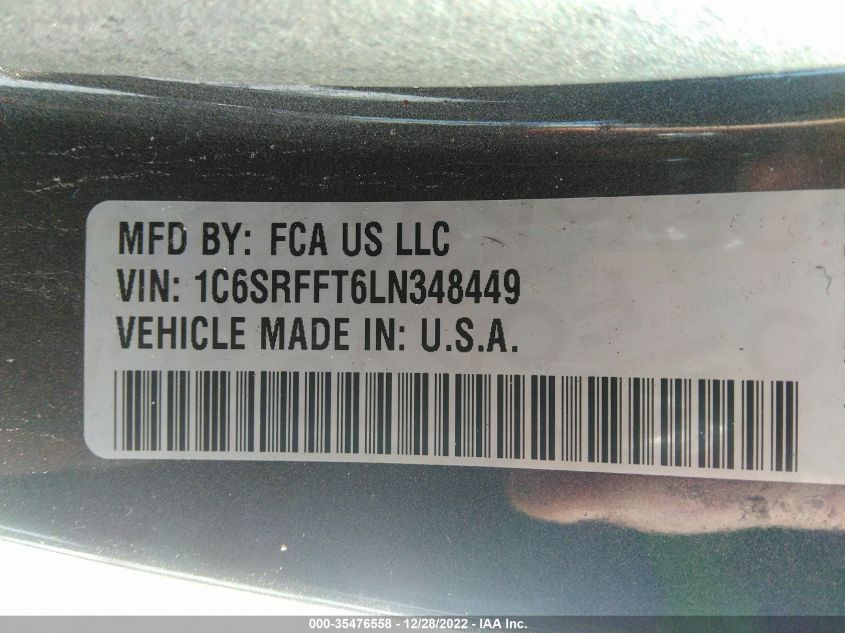 MFD BY: FCA US LLC
VIN: 1C6SRFFT6LN348449
VEHICLE MADE IN: U.S.A.
000-35476558 - 12/28/2022 - IAA Inc.